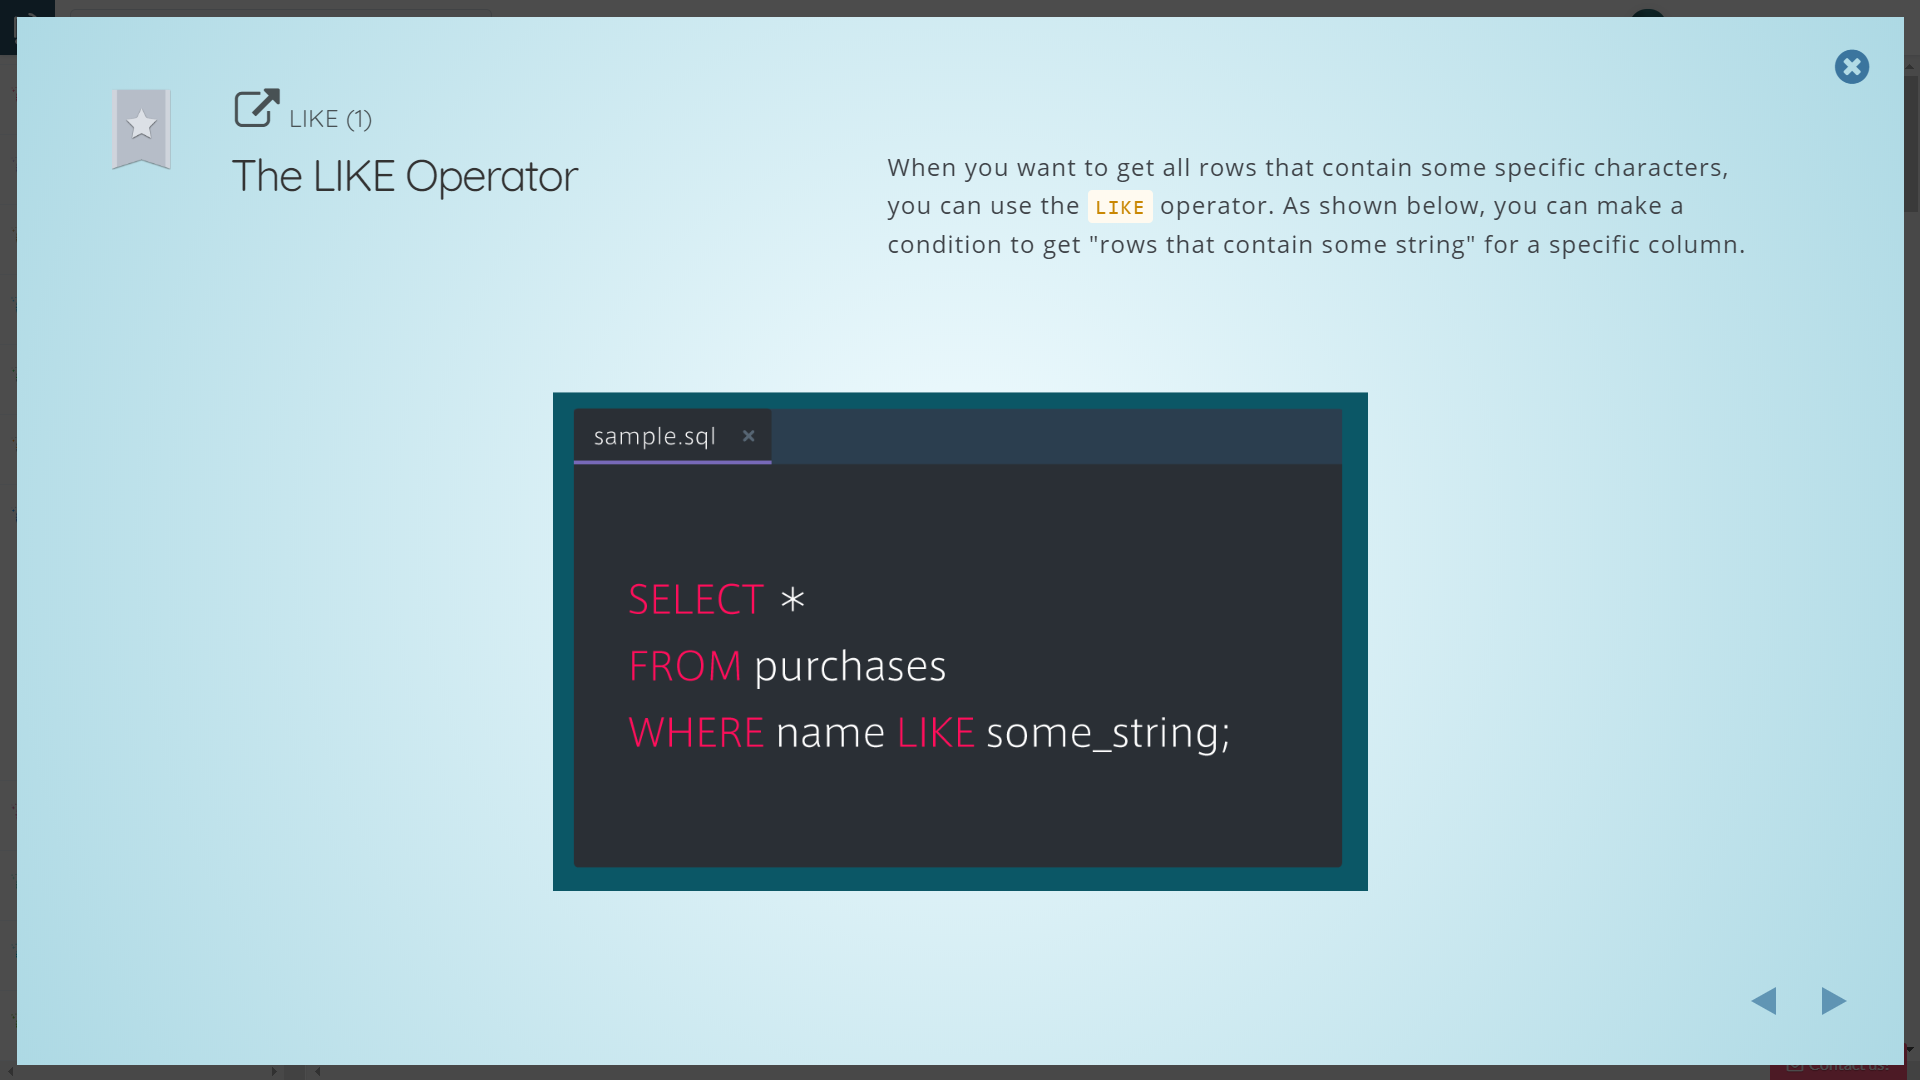 LIKE (1)
The LIKE Operator
When you want to get all rows that contain some specific characters,
you can use the LIKE operator. As shown below, you can make a
condition to get "rows that contain some string" for a specific column.
sample.sql ×
SELECT *
FROM purchases
WHERE name LIKE some_string;
Contact us!